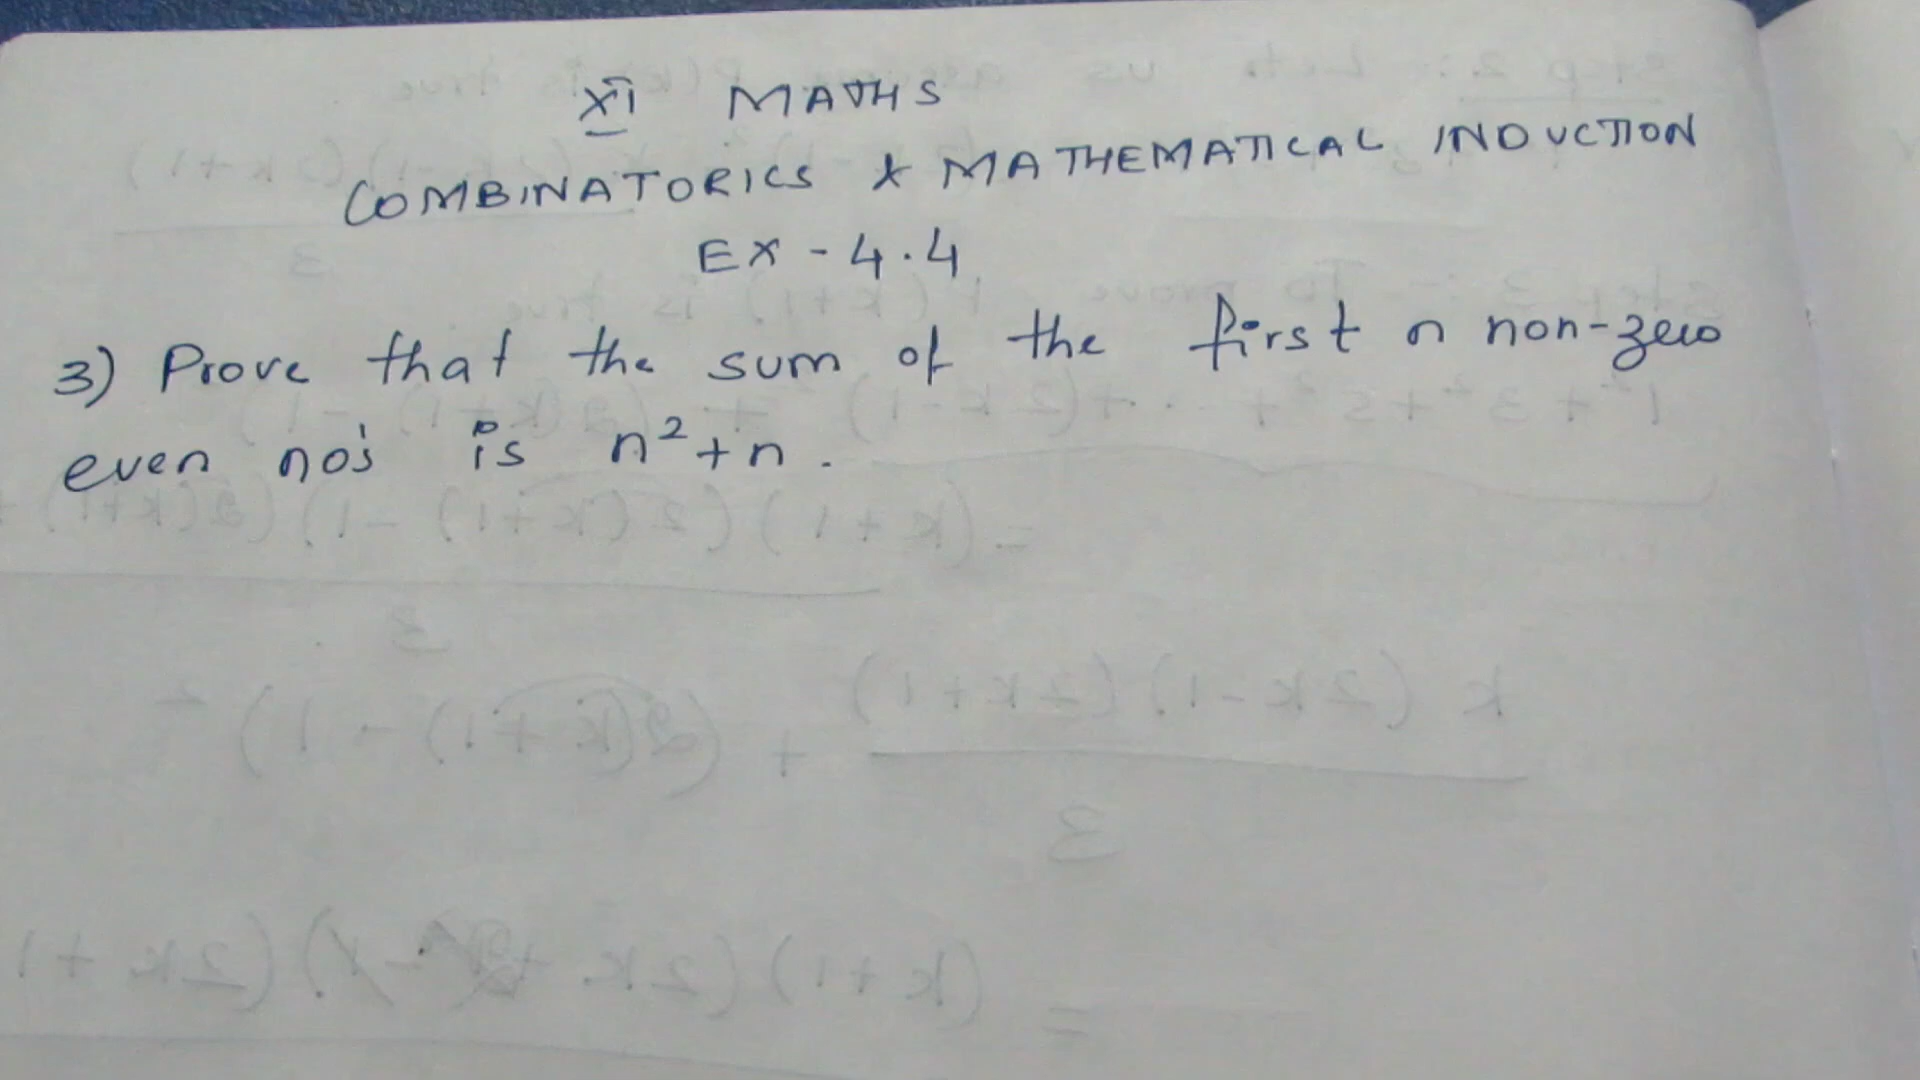 XI MATHS
COMBINATORICS & MATHEMATICAL INDUCTION
EX - 4.4
3) Prove that the sum of the first n non-zero
even no's is n²+n.